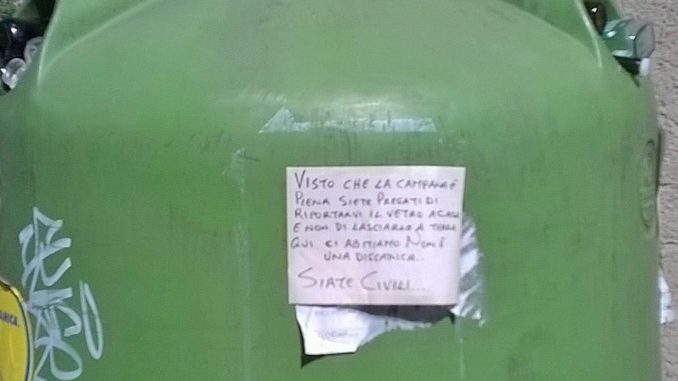 VISTO CHE LA CAMPANA È
PIENA SIETE PREGATI DI
RIPORTARVI IL VETRO A CASA
E NON DI LASCIARLO A TERRA
QUI CI ABITIAMO NON È
UNA DISCARICA..
SIATE CIVILI...